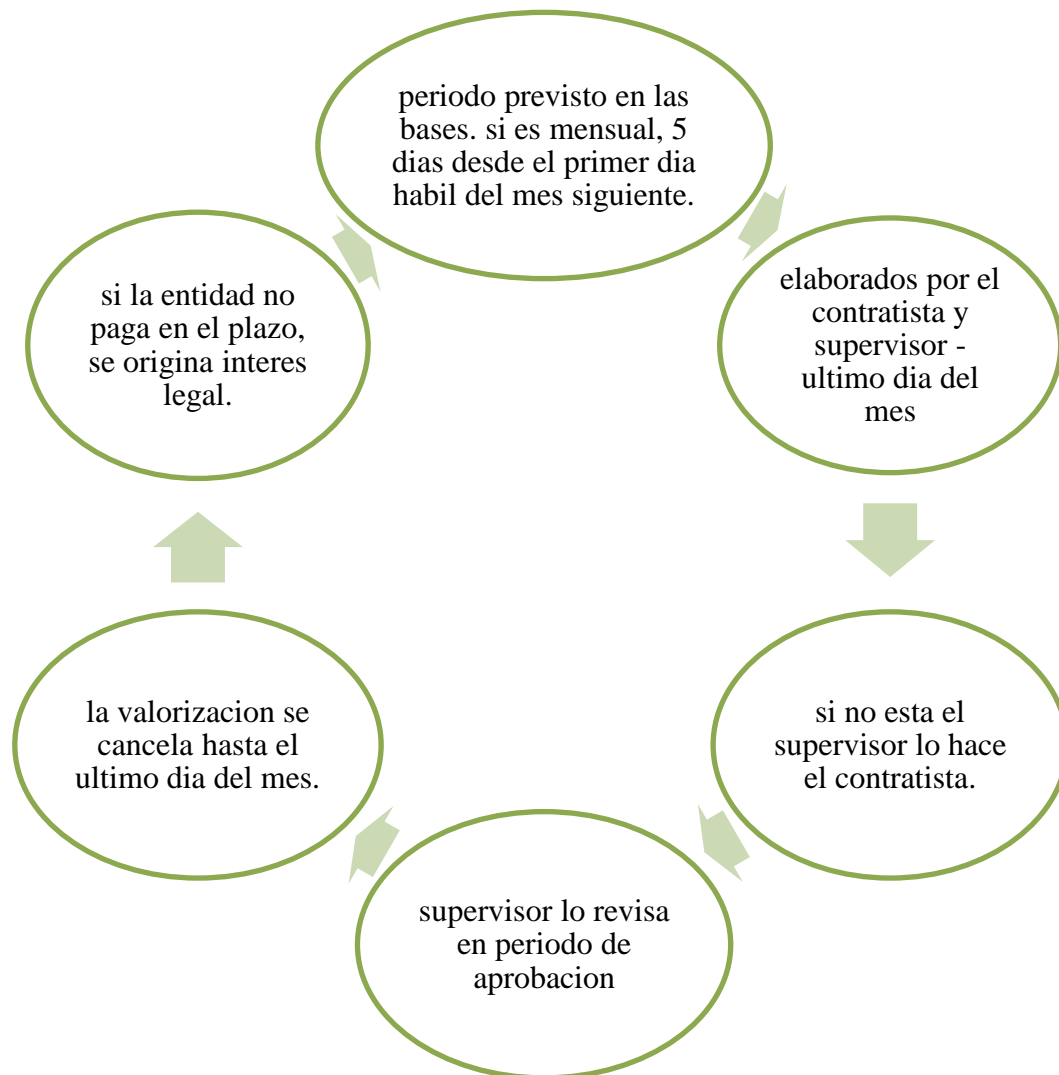 periodo previsto en las
bases. si es mensual, 5
dias desde el primer dia
habil del mes siguiente.
elaborados por el
contratista y
supervisor -
ultimo dia del
mes
si no esta el
supervisor lo hace
el contratista.
supervisor lo revisa
en periodo de
aprobacion
la valorizacion se
cancela hasta el
ultimo dia del mes.
si la entidad no
paga en el plazo,
se origina interes
legal.